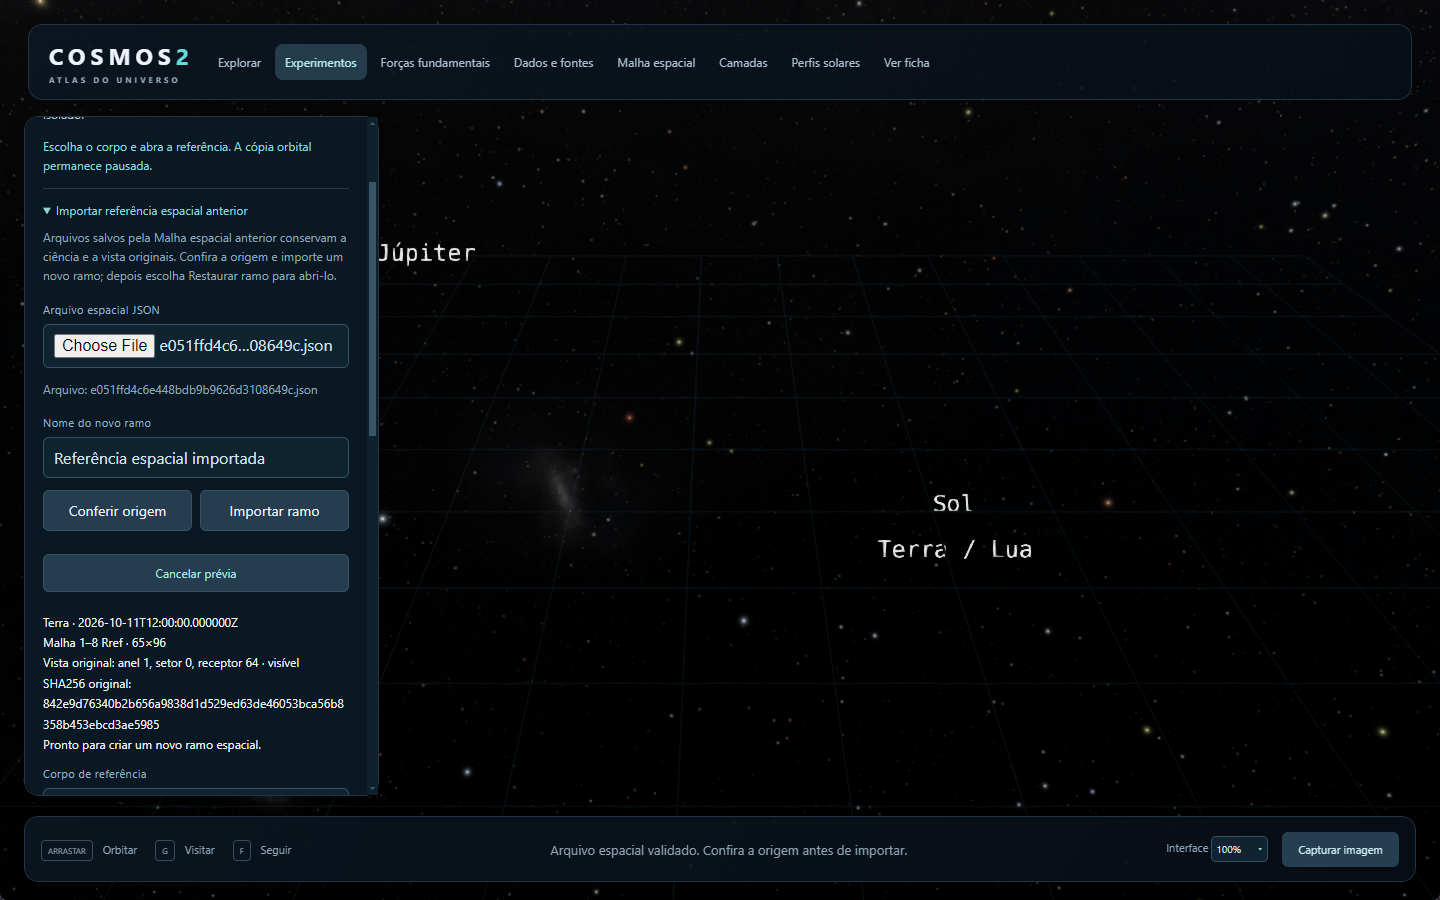 COSMOS2
ATLAS DO UNIVERSO
Explorar
Experimentos
Forças fundamentais
Dados e fontes
Malha espacial
Camadas
Perfis solares
Ver ficha
Escolha o corpo e abra a referência. A cópia orbital
permanece pausada.
▼ Importar referência espacial anterior
Arquivos salvos pela Malha espacial anterior conservam a
ciência e a vista originais. Confira a origem e importe um
novo ramo; depois escolha Restaurar ramo para abri-lo.
Arquivo espacial JSON
Choose File e051ffd4c6...08649c.json
Arquivo: e051ffd4c6e448bdb9b9626d3108649c.json
Nome do novo ramo
Referência espacial importada
Conferir origem
Importar ramo
Cancelar prévia
Terra · 2026-10-11T12:00:00.000000Z
Malha 1–8 Rref · 65×96
Vista original: anel 1, setor 0, receptor 64 · visível
SHA256 original:
842e9d76340b2b656a9838d1d529ed63de46053bca56b8
358b453ebcd3ae5985
Pronto para criar um novo ramo espacial.
Corpo de referência
Júpiter
Sol
Terra / Lua
ARRASTAR Orbitar
G Visitar
F Seguir
Arquivo espacial validado. Confira a origem antes de importar.
Interface 100%
Capturar imagem